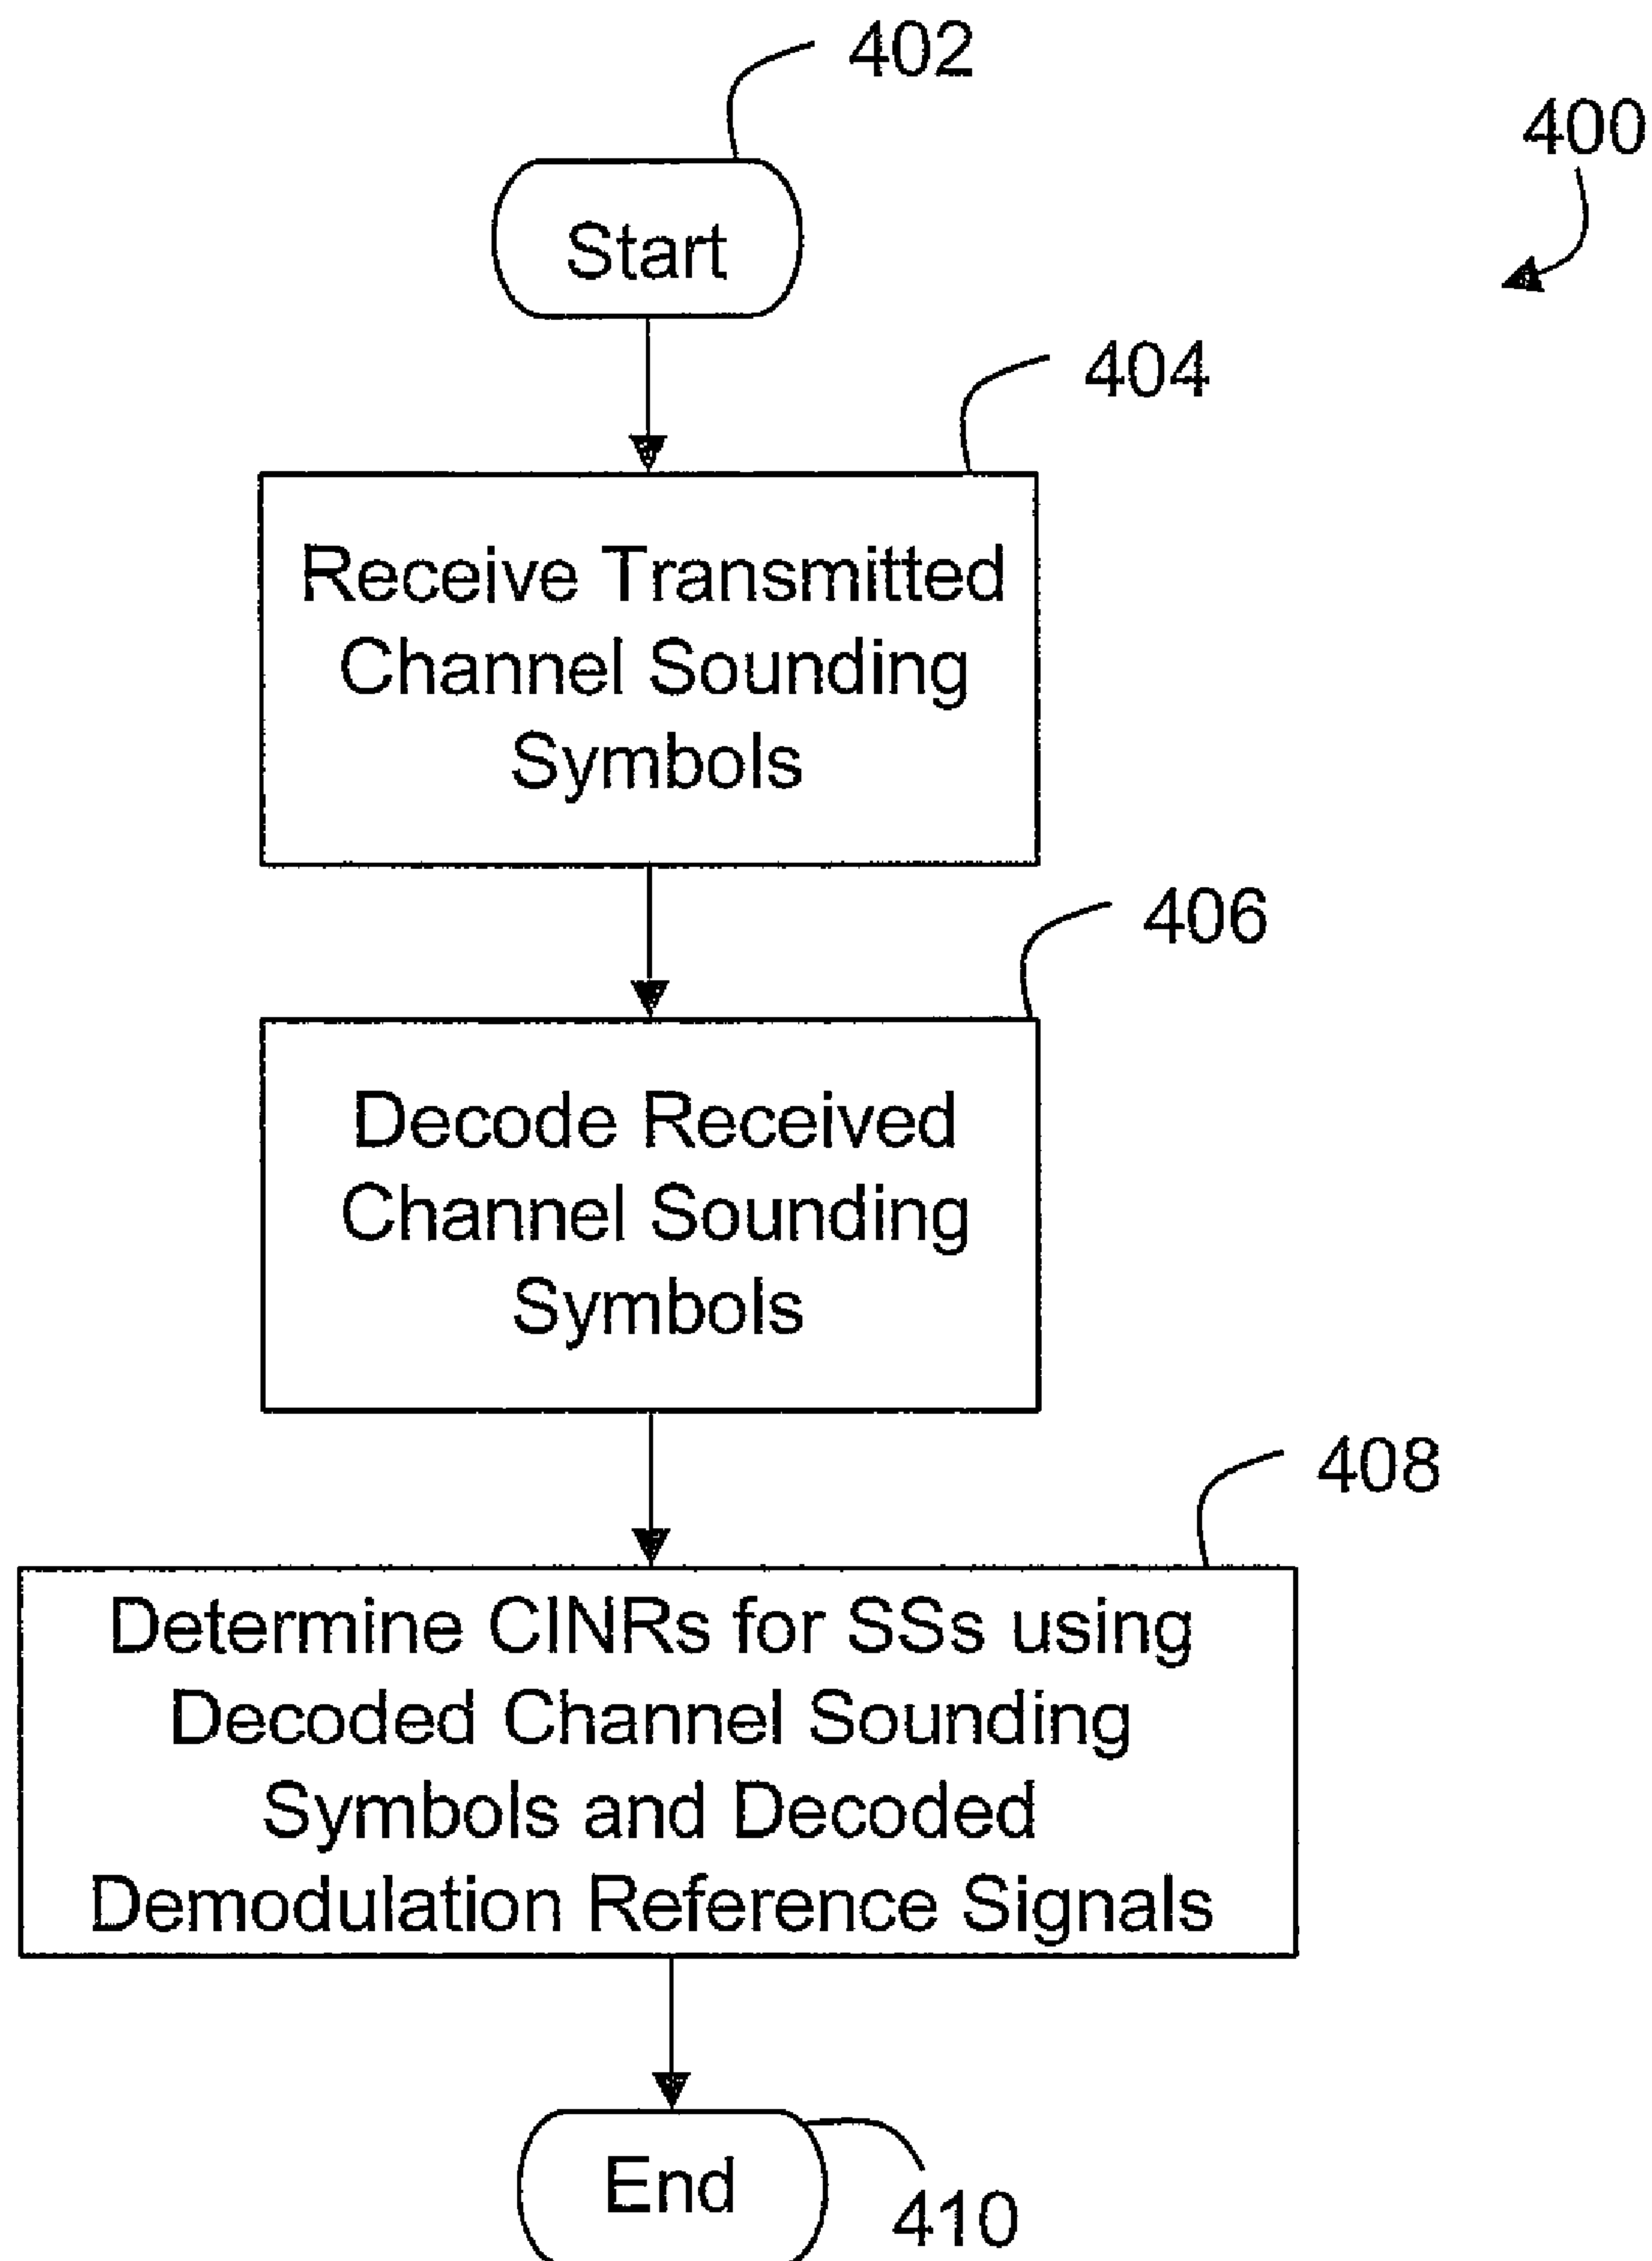 402
400
Start
404
Receive Transmitted
Channel Sounding
Symbols
406
Decode Received
Channel Sounding
Symbols
408
Determine CINRs for SSs using
Decoded Channel Sounding
Symbols and Decoded
Demodulation Reference Signals
End
410